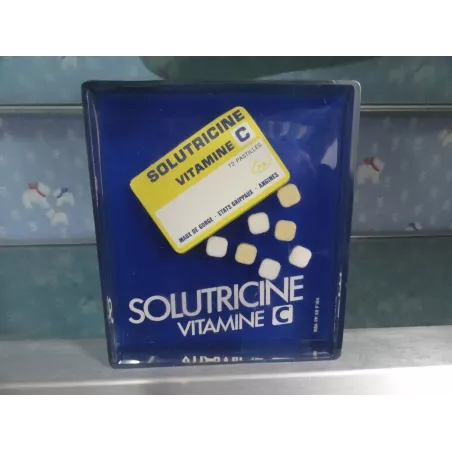 SOLUTRICINE
VITAMINE C
72 PASTILLES
MAUX DE GORGE - ETATS GRIPPAUX - ANGINES
SOLUTRICINE
VITAMINE C